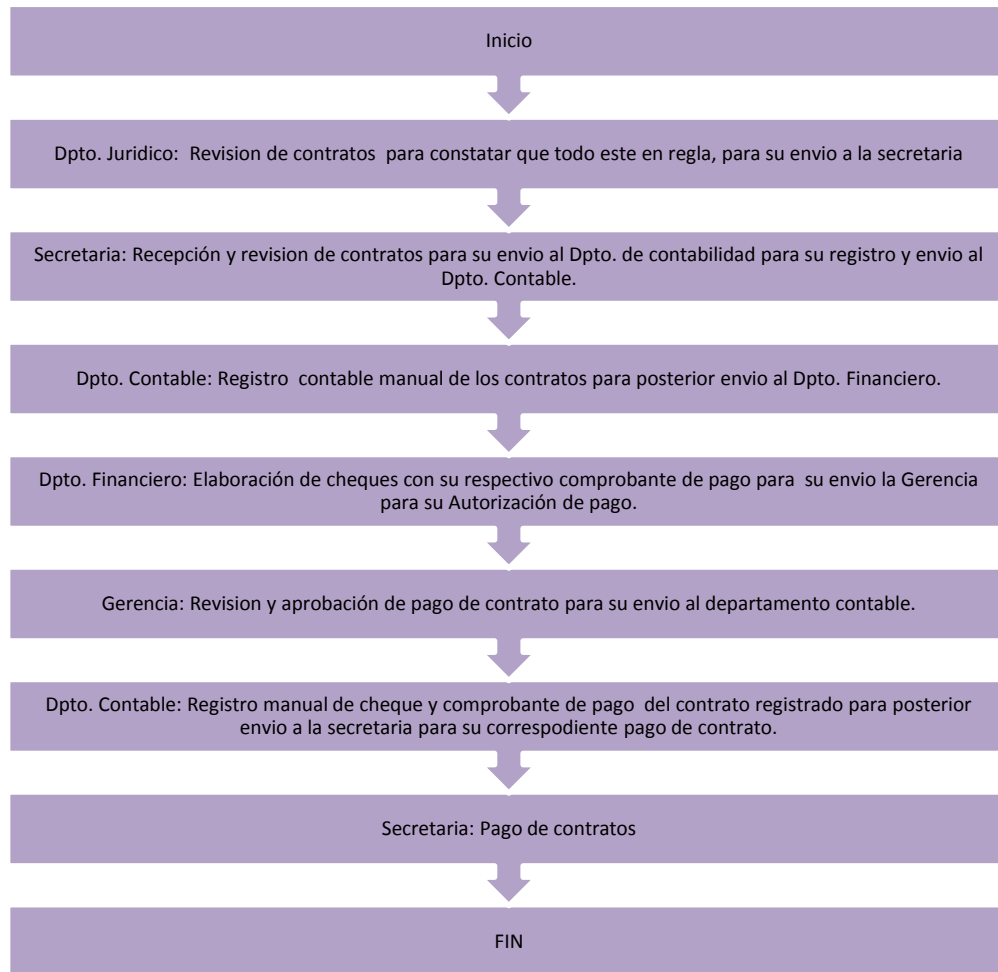 Inicio
Dpto. Juridico: Revision de contratos para constatar que todo este en regla, para su envio a la secretaria
Secretaria: Recepción y revision de contratos para su envio al Dpto. de contabilidad para su registro y envio al
Dpto. Contable.
Dpto. Contable: Registro contable manual de los contratos para posterior envio al Dpto. Financiero.
Dpto. Financiero: Elaboración de cheques con su respectivo comprobante de pago para su envio la Gerencia
para su Autorización de pago.
Gerencia: Revision y aprobación de pago de contrato para su envio al departamento contable.
Dpto. Contable: Registro manual de cheque y comprobante de pago del contrato registrado para posterior
envio a la secretaria para su correspodiente pago de contrato.
Secretaria: Pago de contratos
FIN